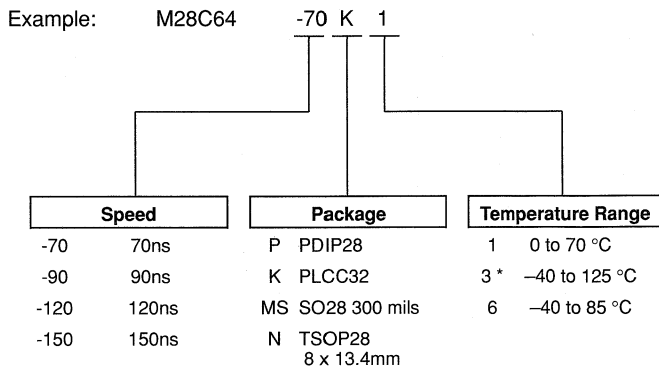 Example: M28C64 -70 K 1
Speed Package Temperature Range
-70 70ns P PDIP28 1 0 to 70 °C
-90 90ns K PLCC32 3 * –40 to 125 °C
-120 120ns MS SO28 300 mils 6 –40 to 85 °C
-150 150ns N TSOP28
8 x 13.4mm